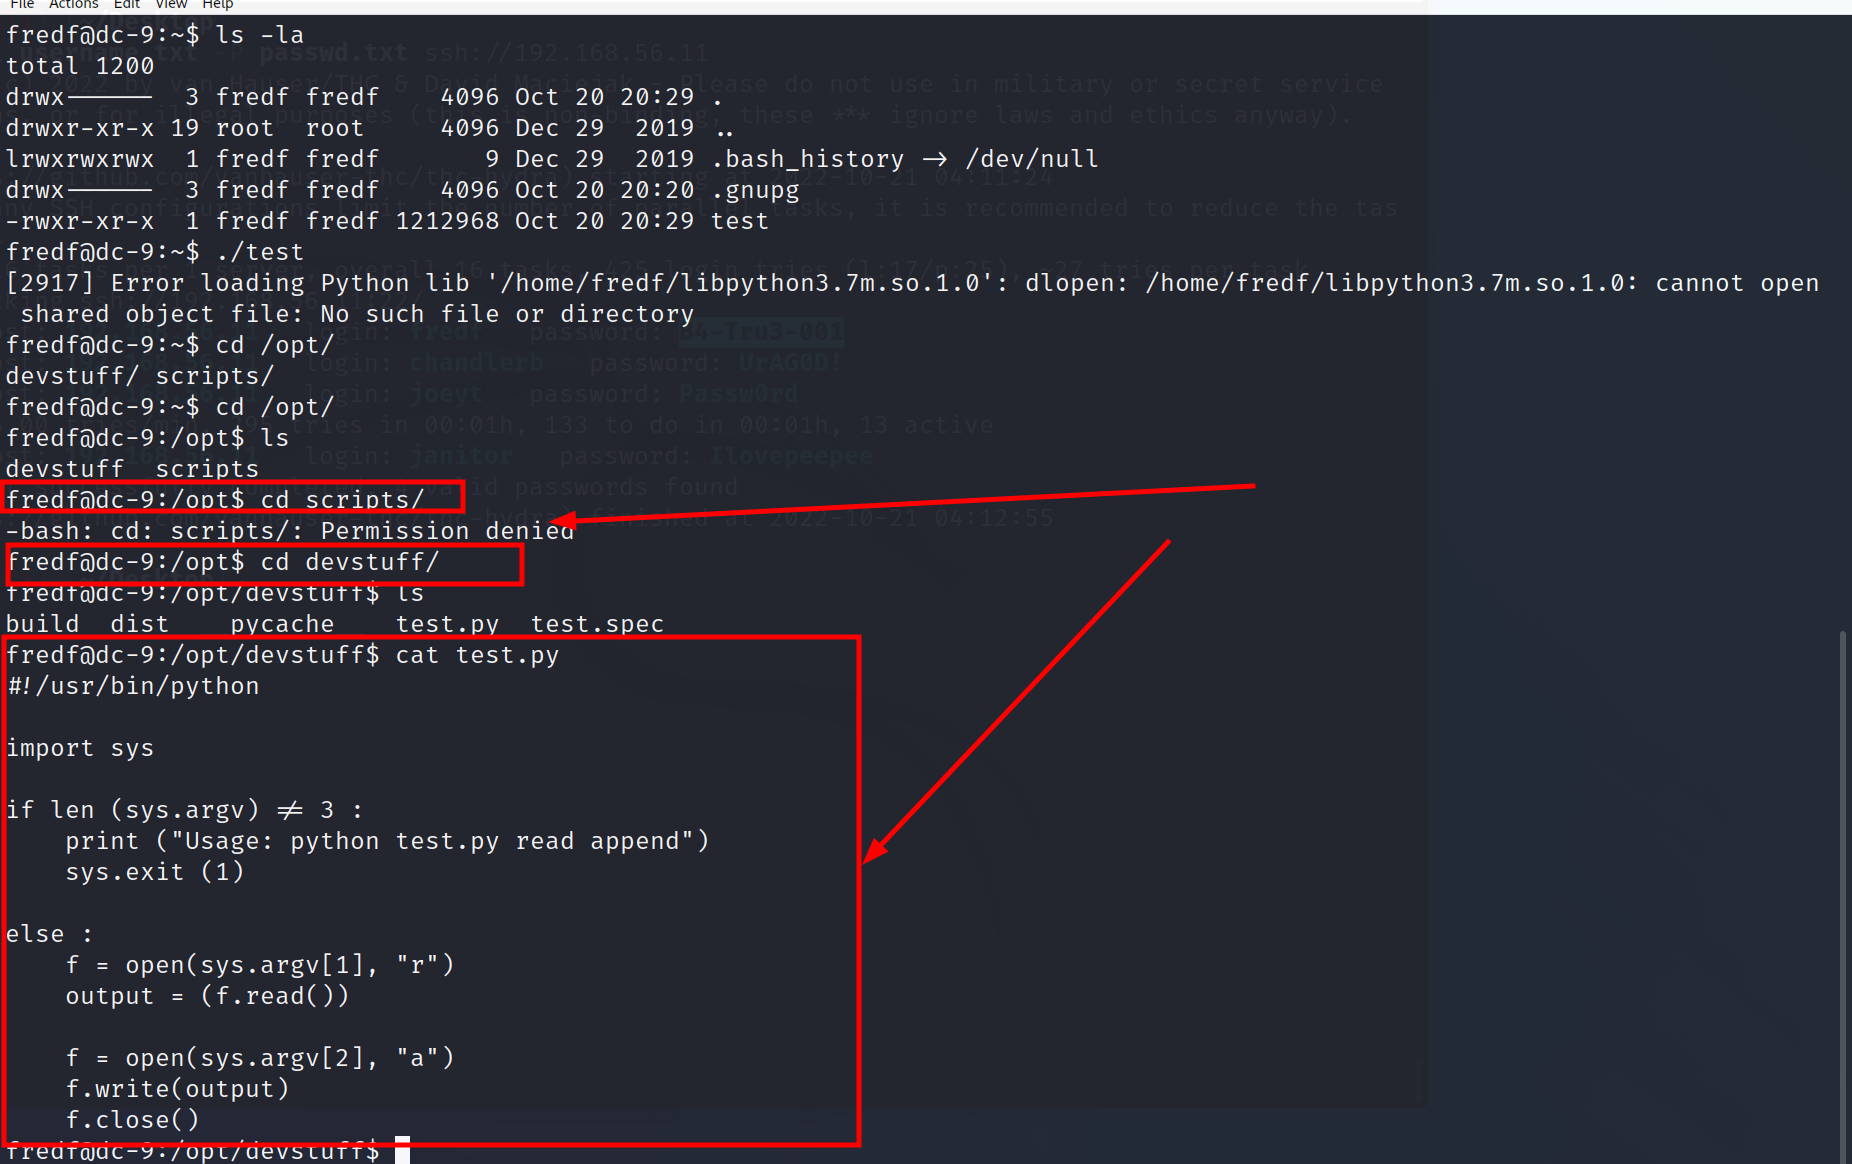 File Actions Edit View Help
fredf@dc-9:~$ ls -la
total 1200
drwx------  3 fredf fredf    4096 Oct 20 20:29 .
drwxr-xr-x 19 root  root     4096 Dec 29  2019 ..
lrwxrwxrwx  1 fredf fredf       9 Dec 29  2019 .bash_history -> /dev/null
drwx------  3 fredf fredf    4096 Oct 20 20:20 .gnupg
-rwxr-xr-x  1 fredf fredf 1212968 Oct 20 20:29 test
fredf@dc-9:~$ ./test
[2917] Error loading Python lib '/home/fredf/libpython3.7m.so.1.0': dlopen: /home/fredf/libpython3.7m.so.1.0: cannot open
 shared object file: No such file or directory
fredf@dc-9:~$ cd /opt/
devstuff/ scripts/
fredf@dc-9:~$ cd /opt/
fredf@dc-9:/opt$ ls
devstuff  scripts
fredf@dc-9:/opt$ cd scripts/
-bash: cd: scripts/: Permission denied
fredf@dc-9:/opt$ cd devstuff/
fredf@dc-9:/opt/devstuff$ ls
build  dist  __pycache__  test.py  test.spec
fredf@dc-9:/opt/devstuff$ cat test.py
#!/usr/bin/python

import sys

if len (sys.argv) != 3 :
    print ("Usage: python test.py read append")
    sys.exit (1)

else :
    f = open(sys.argv[1], "r")
    output = (f.read())

    f = open(sys.argv[2], "a")
    f.write(output)
    f.close()
fredf@dc-9:/opt/devstuff$